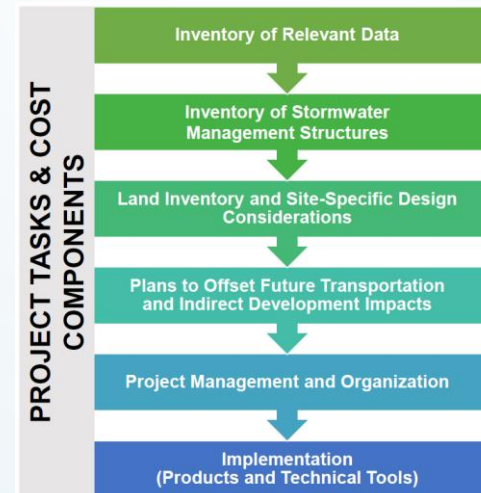 PROJECT TASKS & COST
COMPONENTS
Inventory of Relevant Data
Inventory of Stormwater
Management Structures
Land Inventory and Site-Specific Design
Considerations
Plans to Offset Future Transportation
and Indirect Development Impacts
Project Management and Organization
Implementation
(Products and Technical Tools)